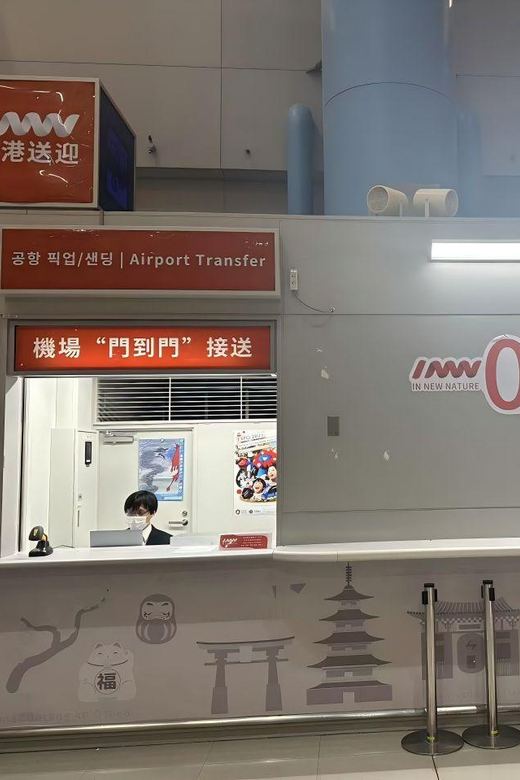 港送迎
공항 픽업/샌딩 | Airport Transfer
機場“門到門”接送
INW
IN NEW NATURE
福